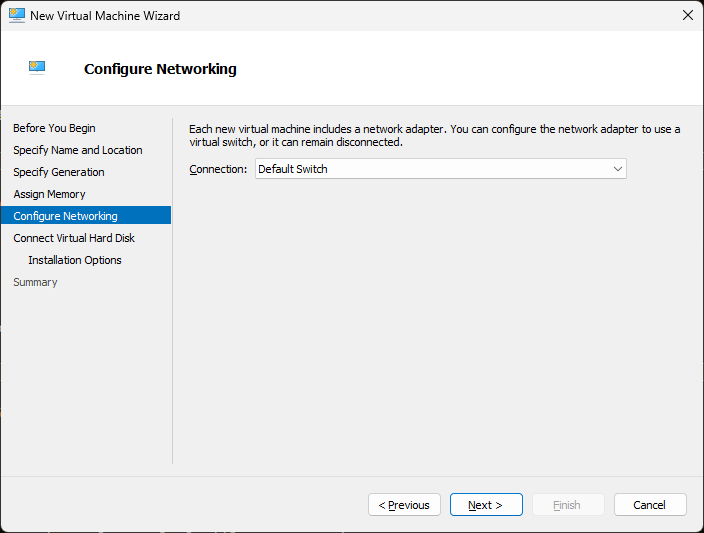 New Virtual Machine Wizard
Configure Networking
Before You Begin
Specify Name and Location
Specify Generation
Assign Memory
Configure Networking
Connect Virtual Hard Disk
Installation Options
Summary
Each new virtual machine includes a network adapter. You can configure the network adapter to use a
virtual switch, or it can remain disconnected.
Connection: Default Switch
< Previous Next > Finish Cancel